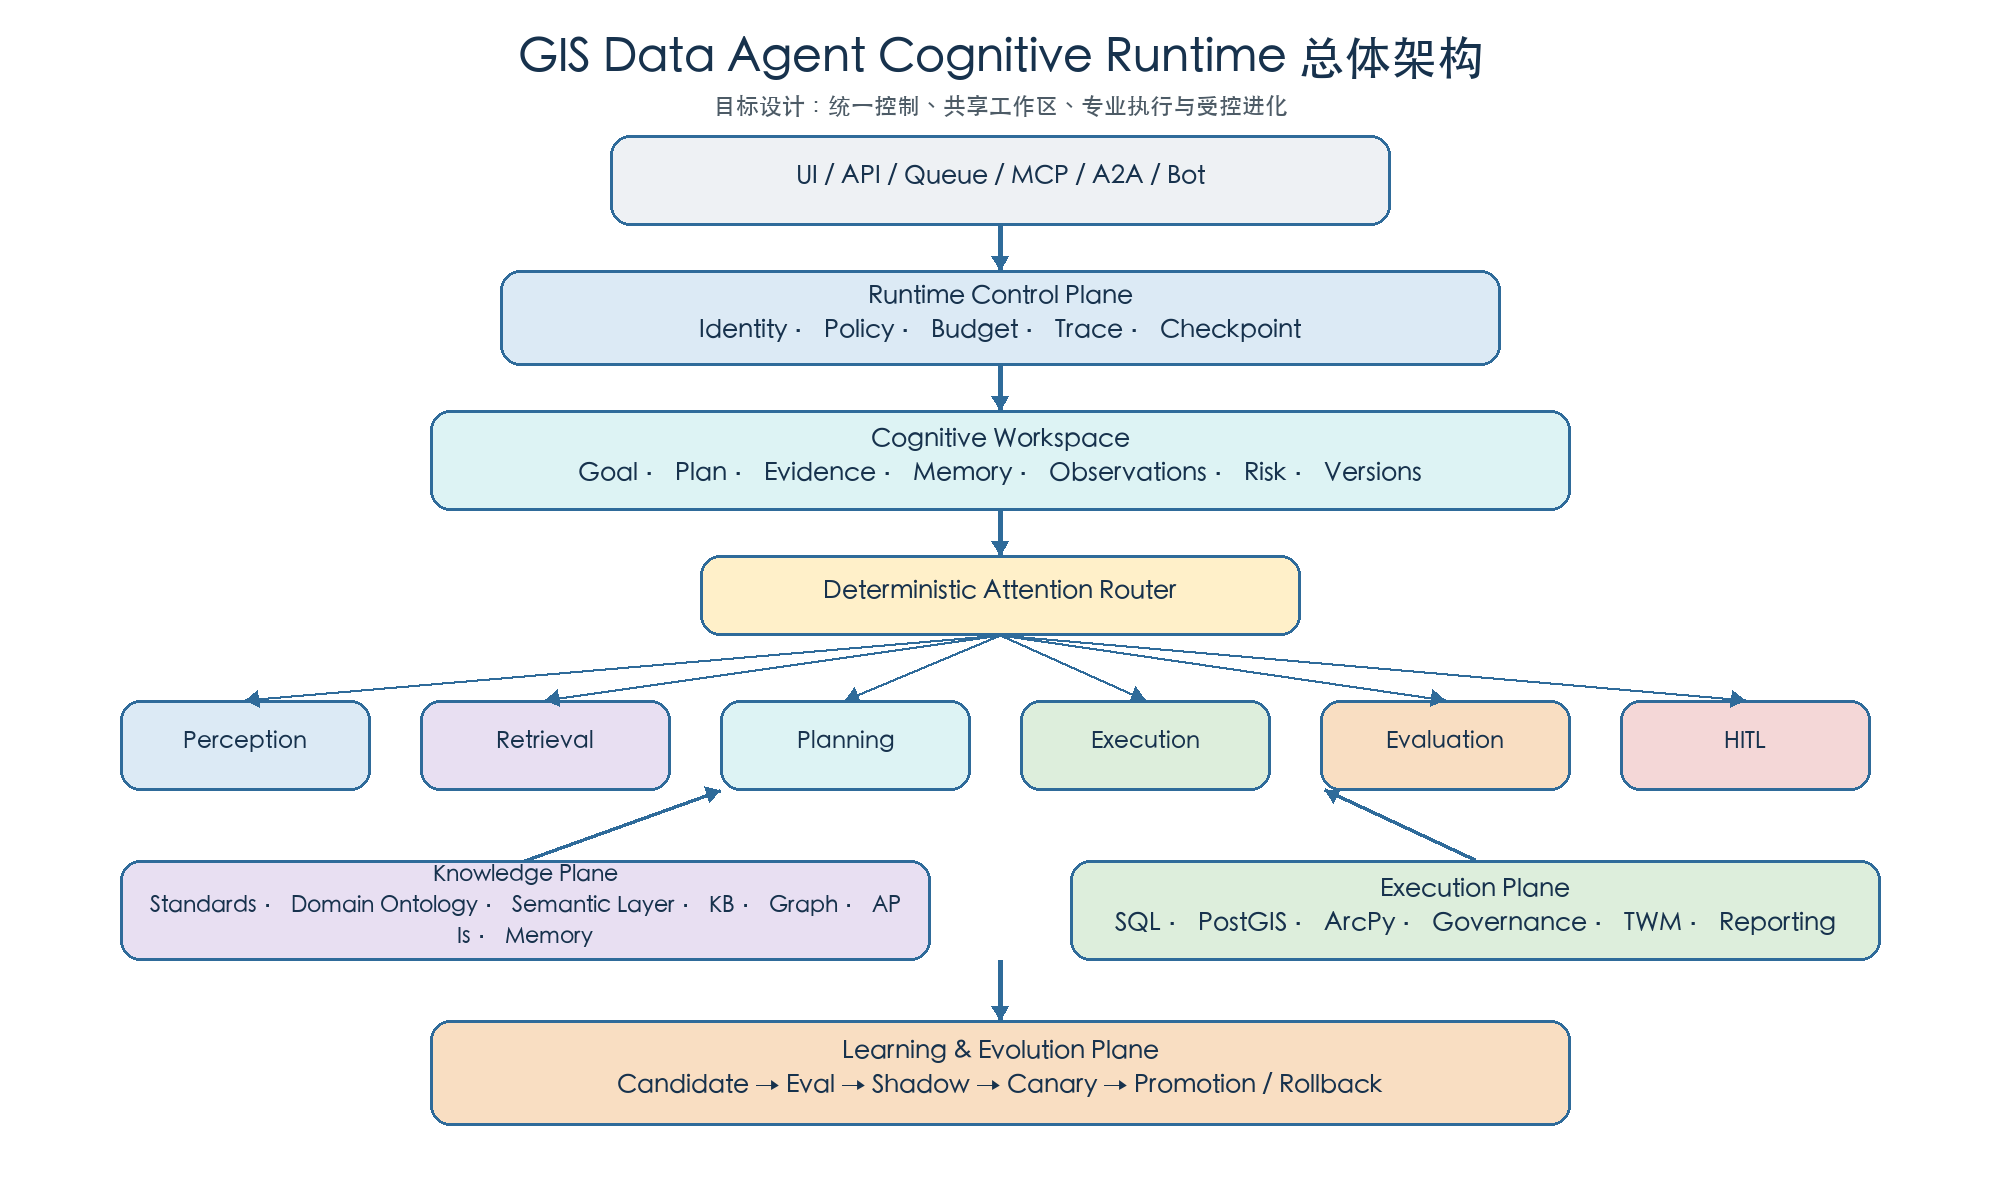 GIS Data Agent Cognitive Runtime 总体架构
目标设计：统一控制、共享工作区、专业执行与受控进化
UI / API / Queue / MCP / A2A / Bot
Runtime Control Plane
Identity · Policy · Budget · Trace · Checkpoint
Cognitive Workspace
Goal · Plan · Evidence · Memory · Observations · Risk · Versions
Deterministic Attention Router
Perception
Retrieval
Planning
Execution
Evaluation
HITL
Knowledge Plane
Standards · Domain Ontology · Semantic Layer · KB · Graph · AP
Is · Memory
Execution Plane
SQL · PostGIS · ArcPy · Governance · TWM · Reporting
Learning & Evolution Plane
Candidate → Eval → Shadow → Canary → Promotion / Rollback